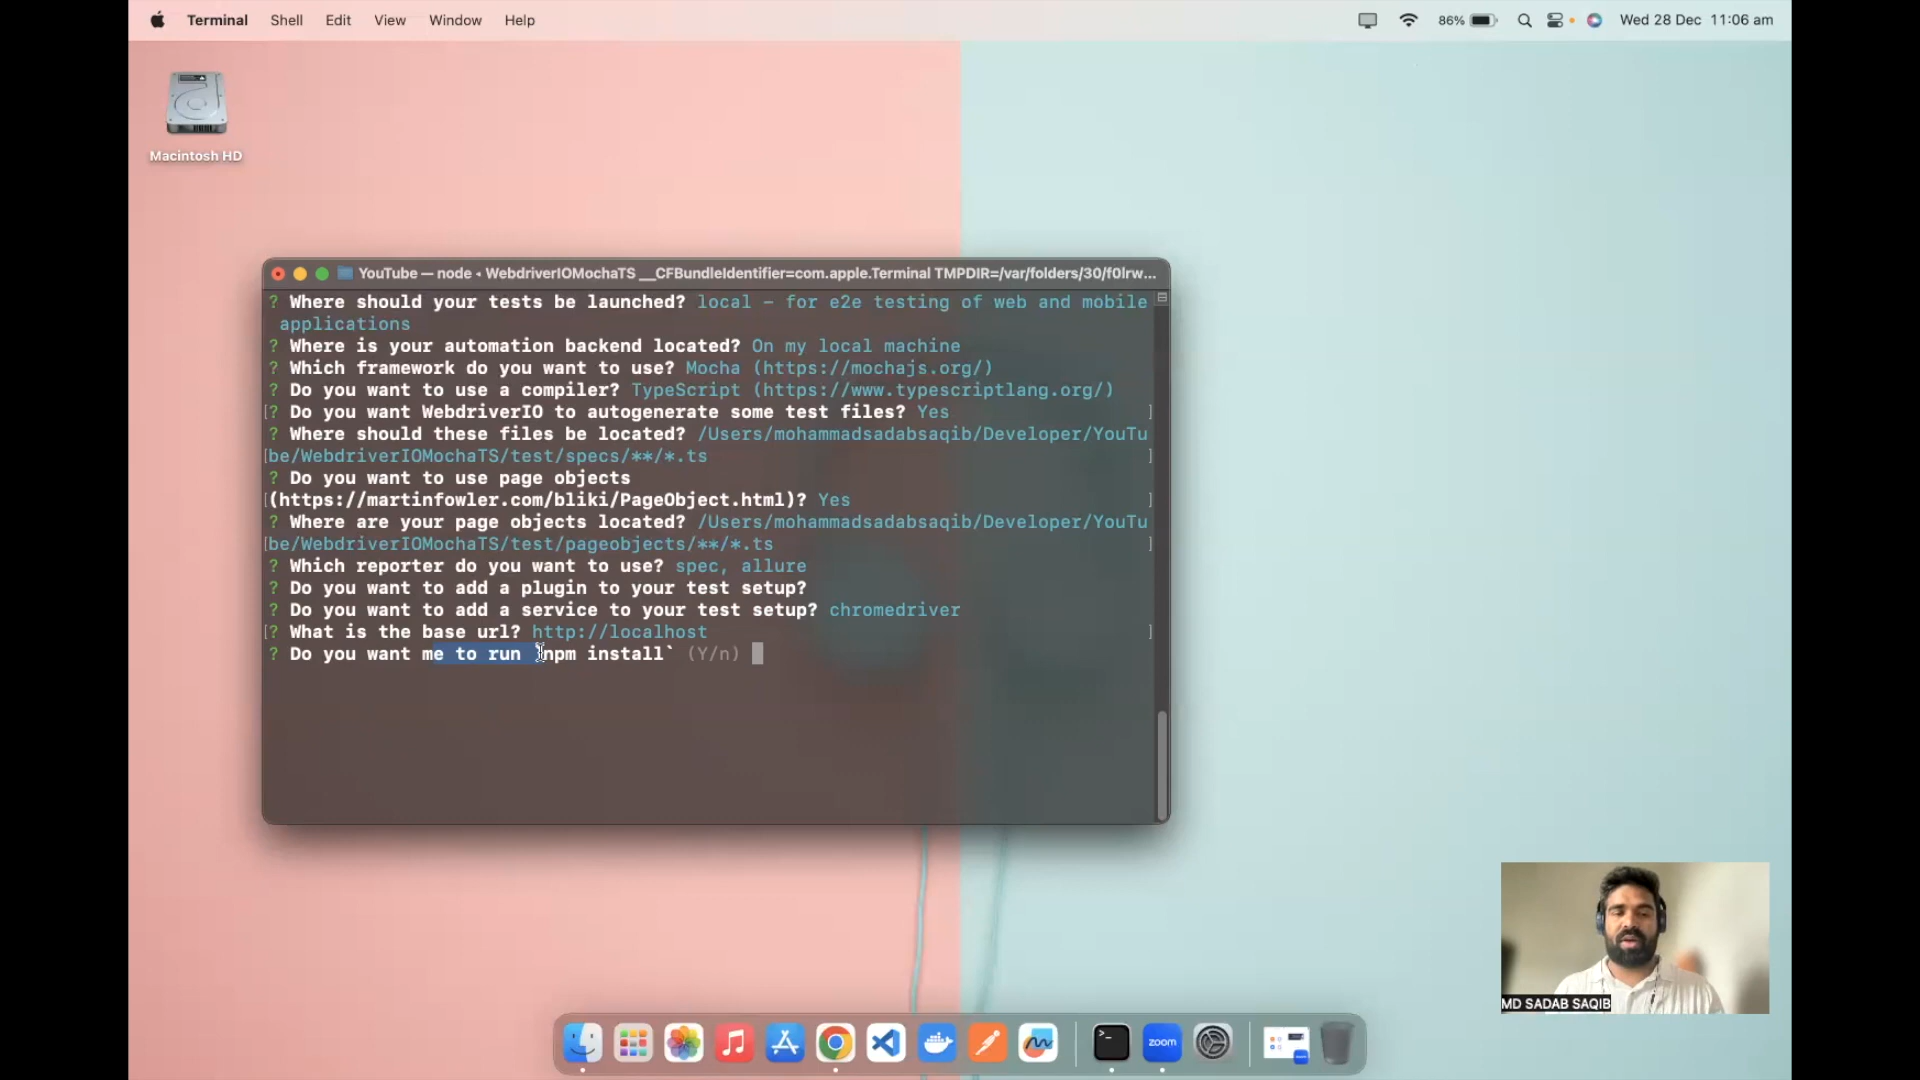 Terminal Shell Edit View Window Help 86% Wed 28 Dec 11:06 am
Macintosh HD
YouTube — node ◂ WebdriverIOMochaTS __CFBundleIdentifier=com.apple.Terminal TMPDIR=/var/folders/30/f0lrw...
? Where should your tests be launched? local - for e2e testing of web and mobile
applications
? Where is your automation backend located? On my local machine
? Which framework do you want to use? Mocha (https://mochajs.org/)
? Do you want to use a compiler? TypeScript (https://www.typescriptlang.org/)
[? Do you want WebdriverIO to autogenerate some test files? Yes ]
? Where should these files be located? /Users/mohammadsadabsaqib/Developer/YouTu
[be/WebdriverIOMochaTS/test/specs/**/*.ts ]
? Do you want to use page objects
[(https://martinfowler.com/bliki/PageObject.html)? Yes ]
? Where are your page objects located? /Users/mohammadsadabsaqib/Developer/YouTu
[be/WebdriverIOMochaTS/test/pageobjects/**/*.ts ]
? Which reporter do you want to use? spec, allure
? Do you want to add a plugin to your test setup?
? Do you want to add a service to your test setup? chromedriver
[? What is the base url? http://localhost ]
? Do you want me to run `npm install` (Y/n)
MD SADAB SAQIB
zoom